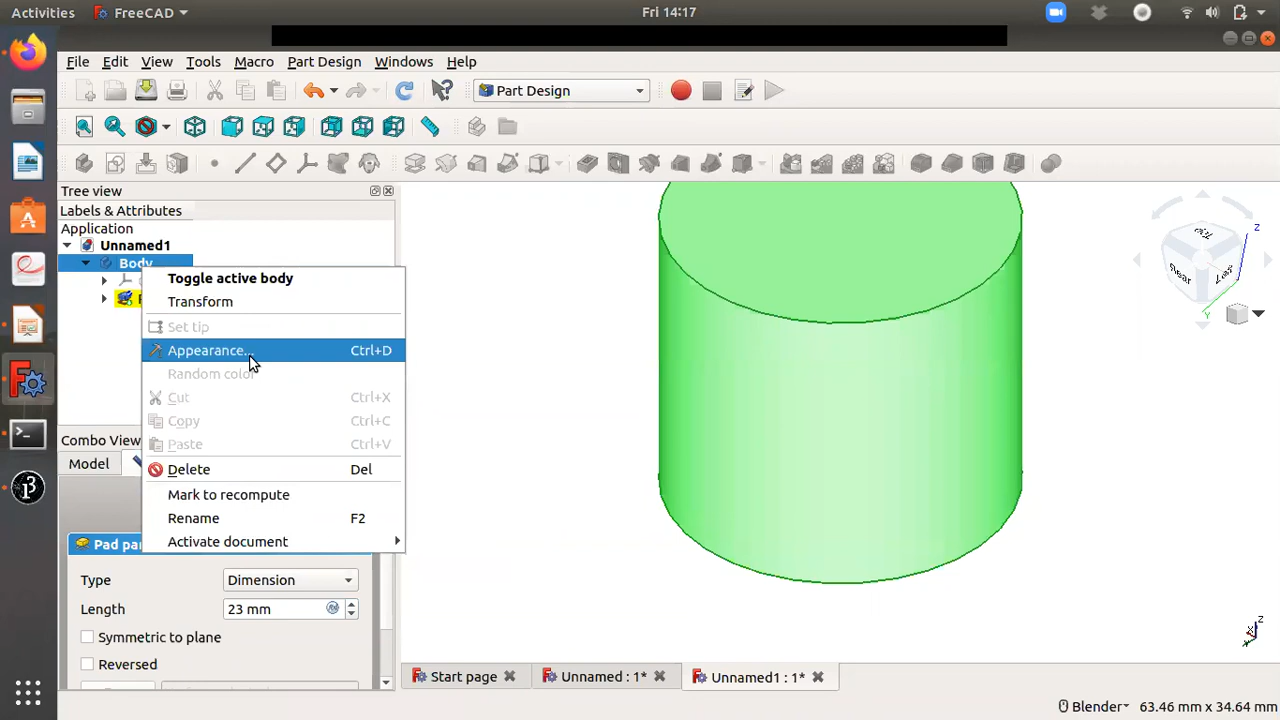 Activities FreeCAD Fri 14:17
File Edit View Tools Macro Part Design Windows Help
Part Design
Tree view
Labels & Attributes
Application
Unnamed1
Body
Toggle active body
Transform
Set tip
Appearance... Ctrl+D
Random color
Cut Ctrl+X
Copy Ctrl+C
Paste Ctrl+V
Delete Del
Mark to recompute
Rename F2
Activate document
Combo View
Model
Pad par
Type Dimension
Length 23 mm
Symmetric to plane
Reversed
Rear
Z
Y
Z
Start page Unnamed : 1* Unnamed1 : 1*
Blender 63.46 mm x 34.64 mm